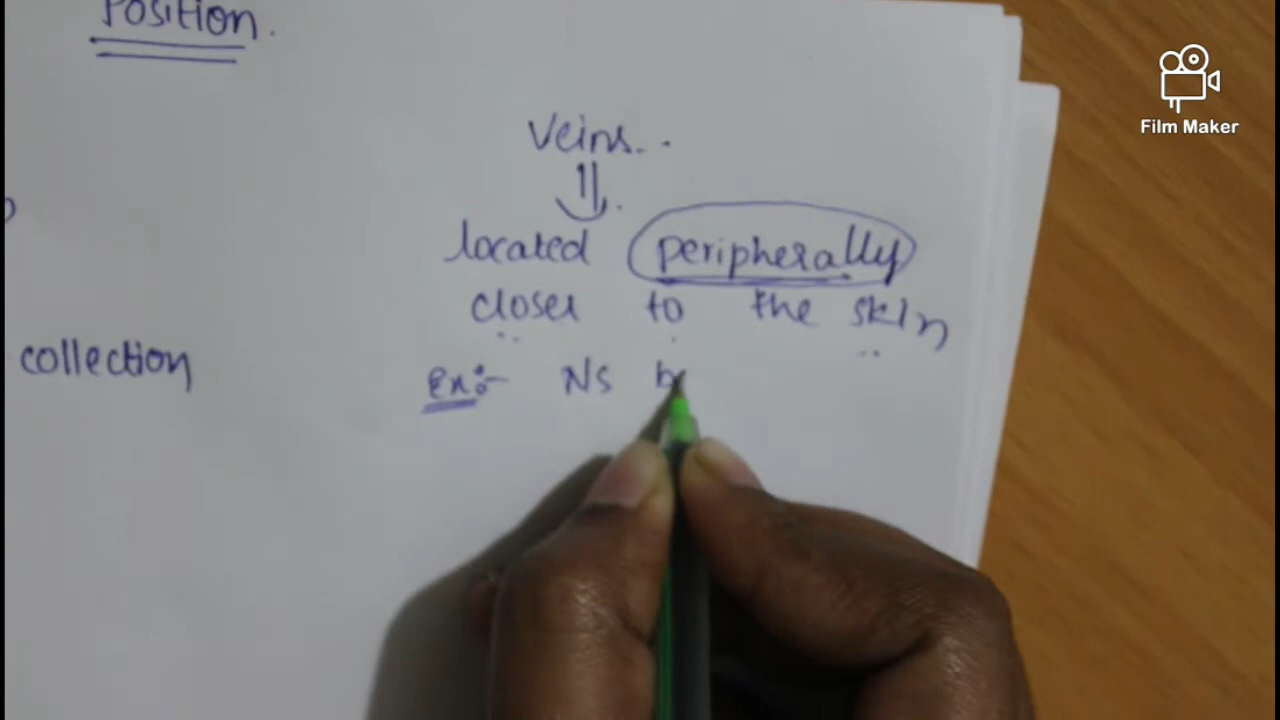 Position.
Veins...
located peripherally
closer to the skin
collection
Ex:- Ns b
Film Maker